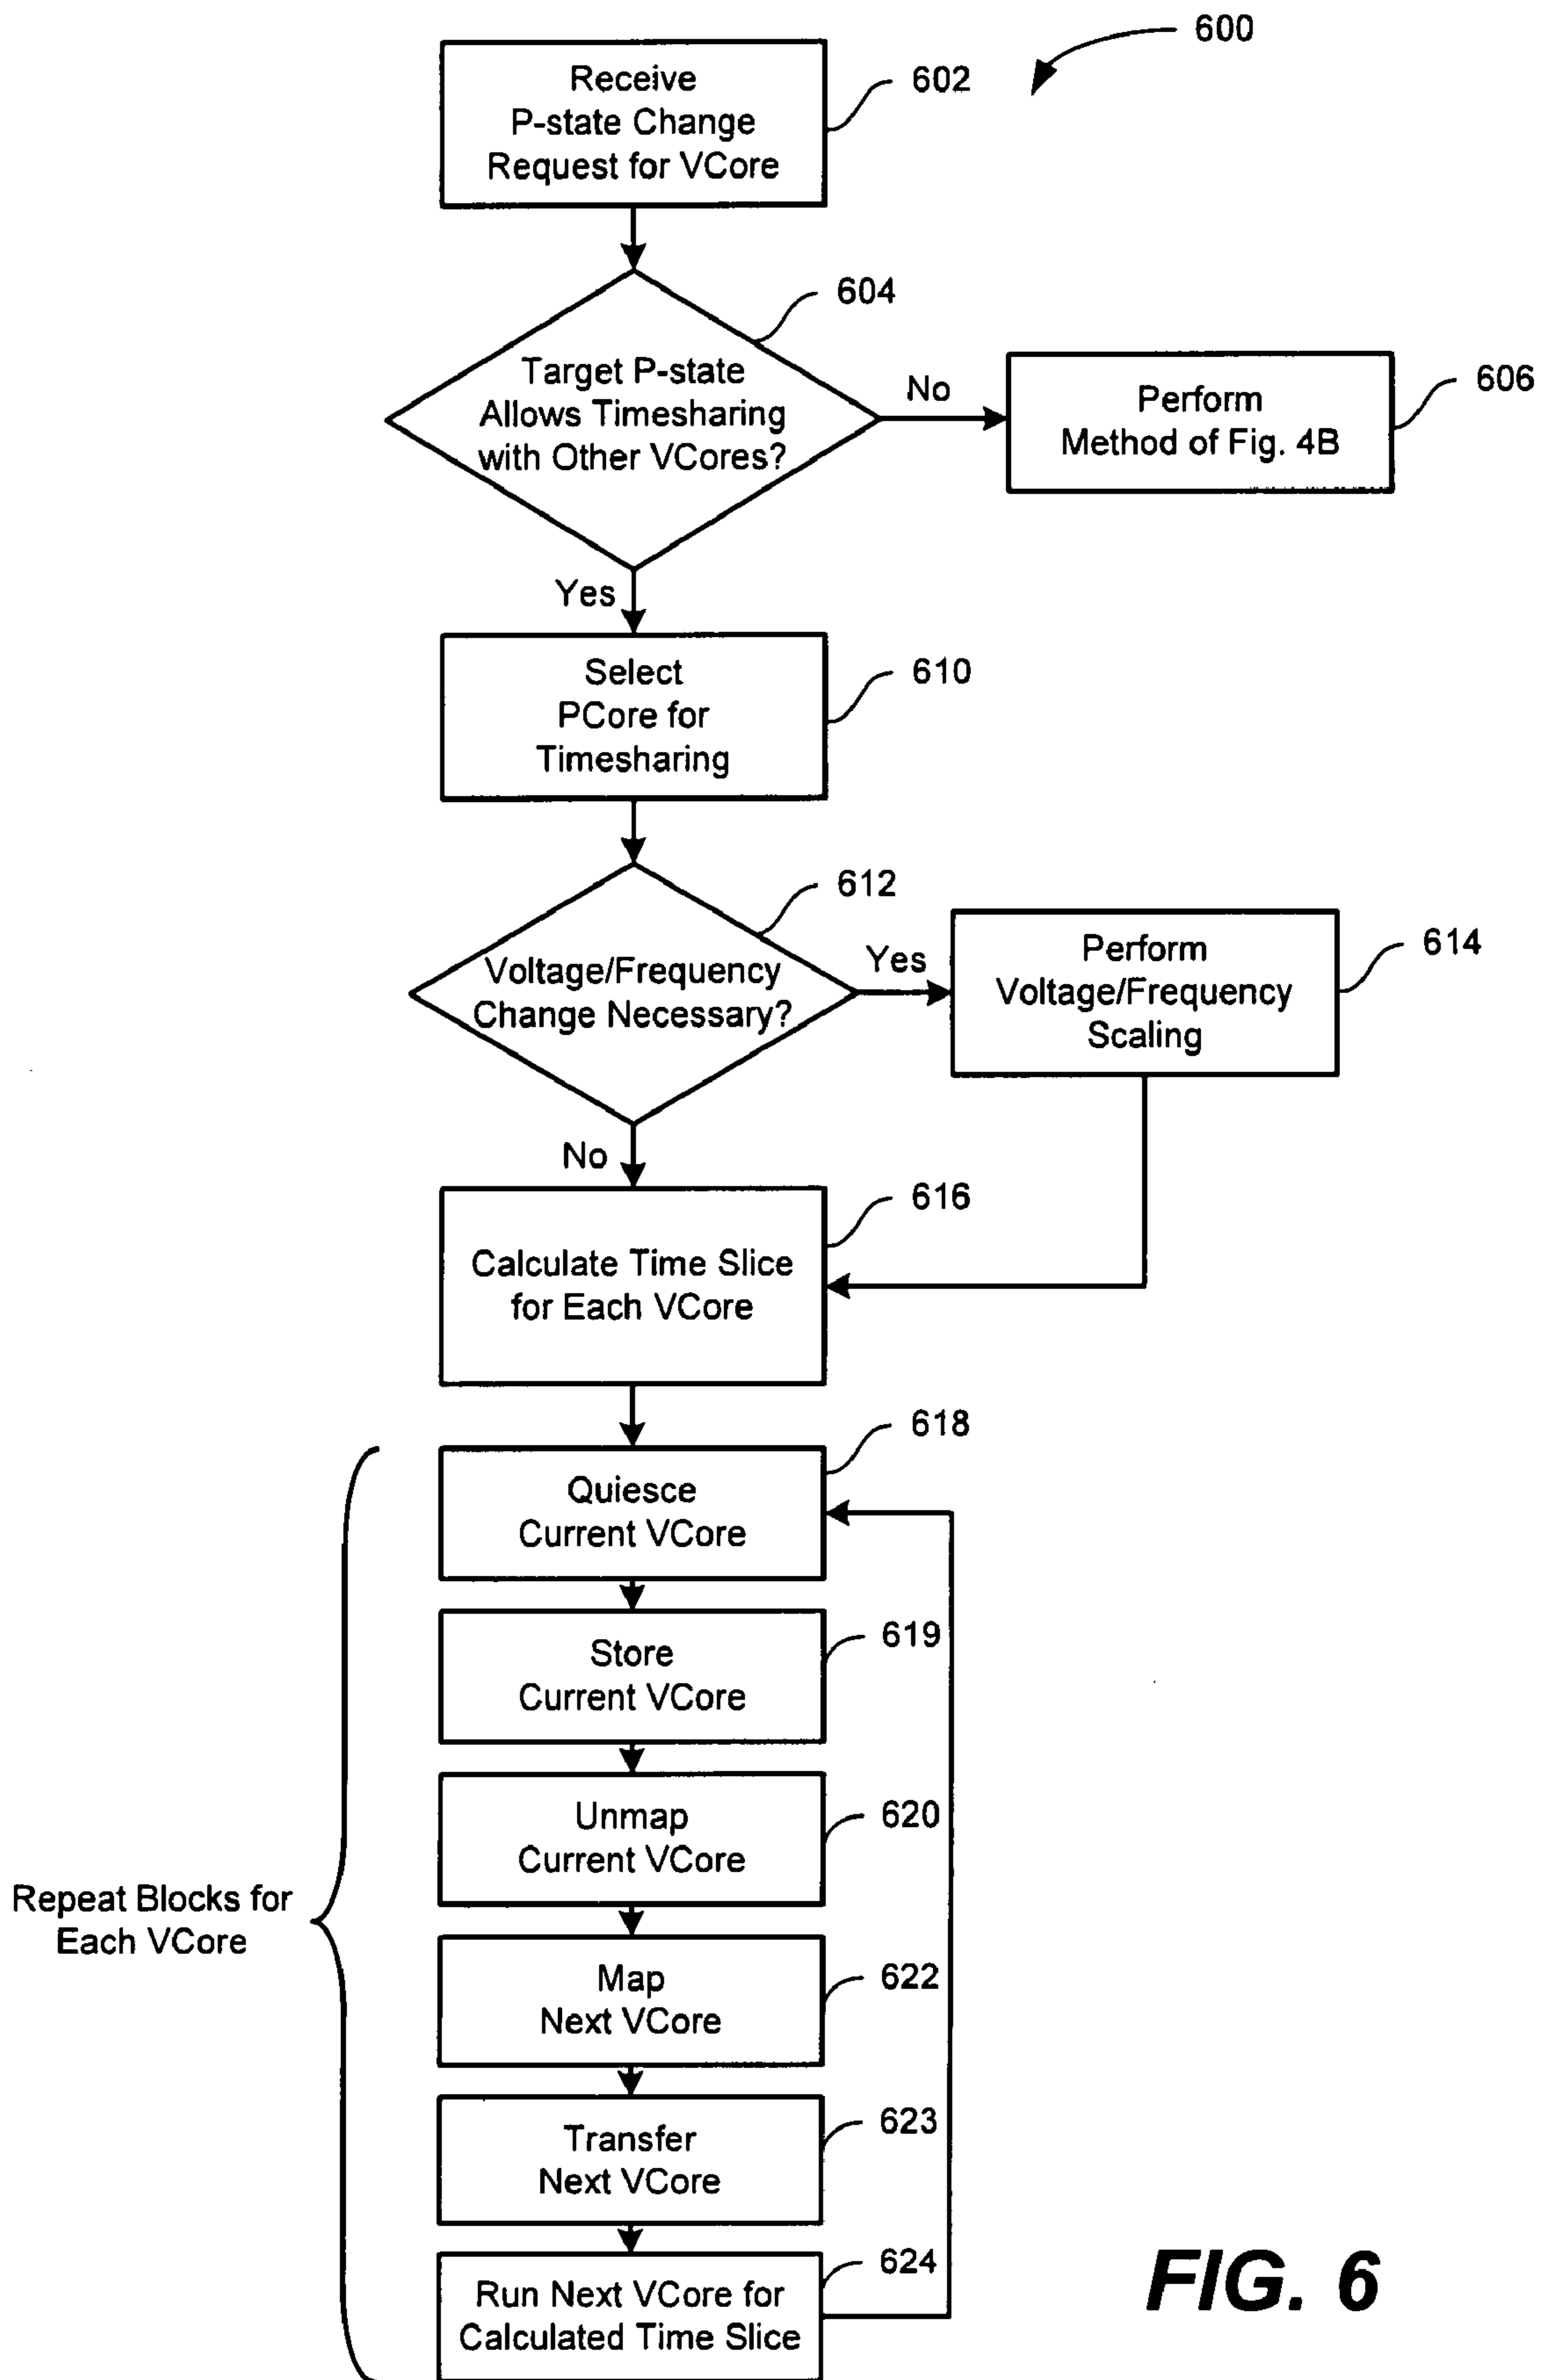 600
Receive
P-state Change
Request for VCore
602
604
Target P-state
Allows Timesharing
with Other VCores?
No
Perform
Method of Fig. 4B
606
Yes
Select
PCore for
Timesharing
610
612
Voltage/Frequency
Change Necessary?
Yes
Perform
Voltage/Frequency
Scaling
614
No
616
Calculate Time Slice
for Each VCore
618
Quiesce
Current VCore
619
Store
Current VCore
620
Unmap
Current VCore
Repeat Blocks for
Each VCore
622
Map
Next VCore
623
Transfer
Next VCore
624
Run Next VCore for
Calculated Time Slice
FIG. 6